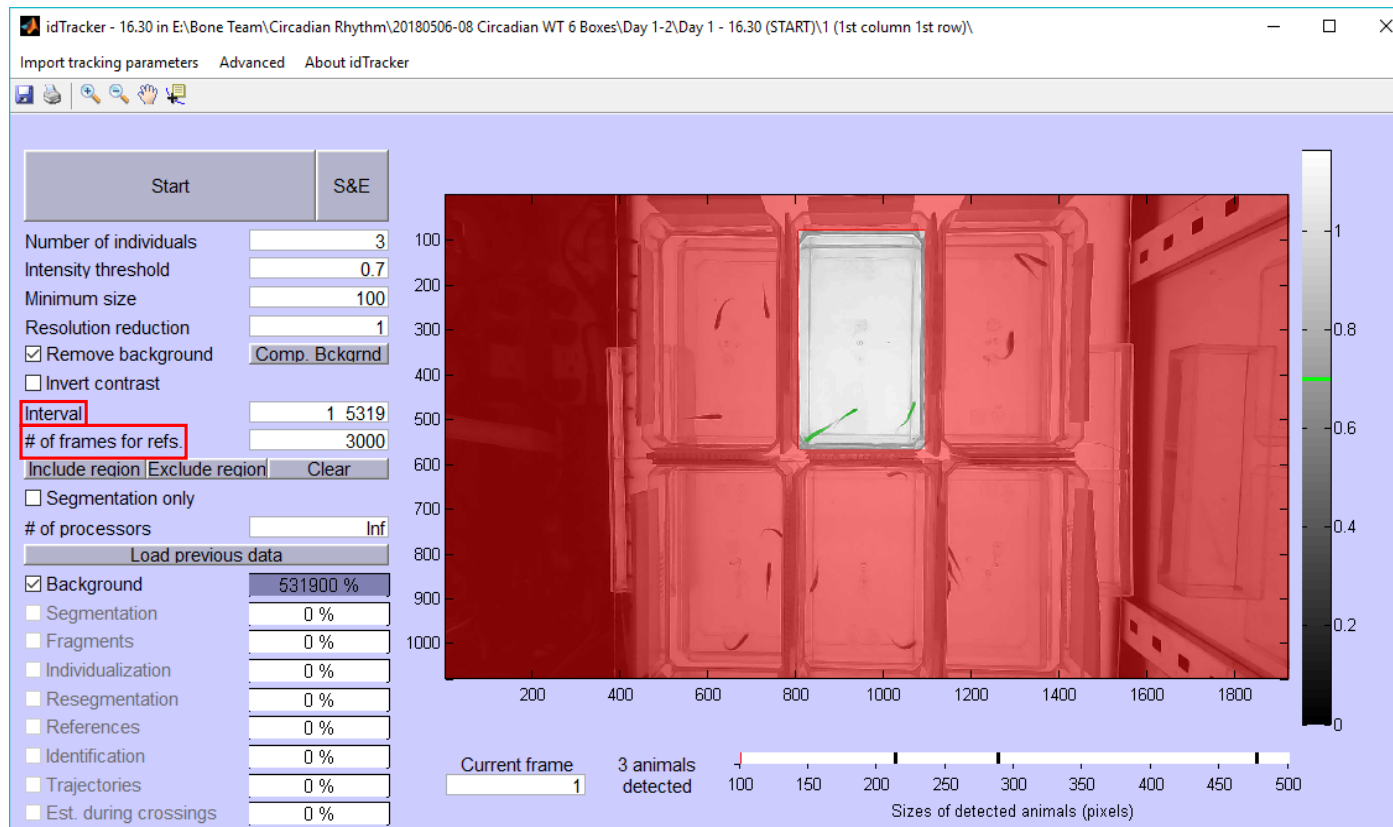 idTracker - 16.30 in E:\Bone Team\Circadian Rhythm\20180506-08 Circadian WT 6 Boxes\Day 1-2\Day 1 - 16.30 (START)\1 (1st column 1st row)\
Import tracking parameters Advanced About idTracker
Start S&E
Number of individuals 3
Intensity threshold 0.7
Minimum size 100
Resolution reduction 1
Remove background Comp. Bckgrnd
Invert contrast
Interval 1 5319
# of frames for refs. 3000
Include region Exclude region Clear
Segmentation only
# of processors Inf
Load previous data
Background 531900 %
Segmentation 0 %
Fragments 0 %
Individualization 0 %
Resegmentation 0 %
References 0 %
Identification 0 %
Trajectories 0 %
Est. during crossings 0 %
100
200
300
400
500
600
700
800
900
1000
200 400 600 800 1000 1200 1400 1600 1800
1
0.8
0.6
0.4
0.2
0
Current frame
1
3 animals
detected
100 150 200 250 300 350 400 450 500
Sizes of detected animals (pixels)